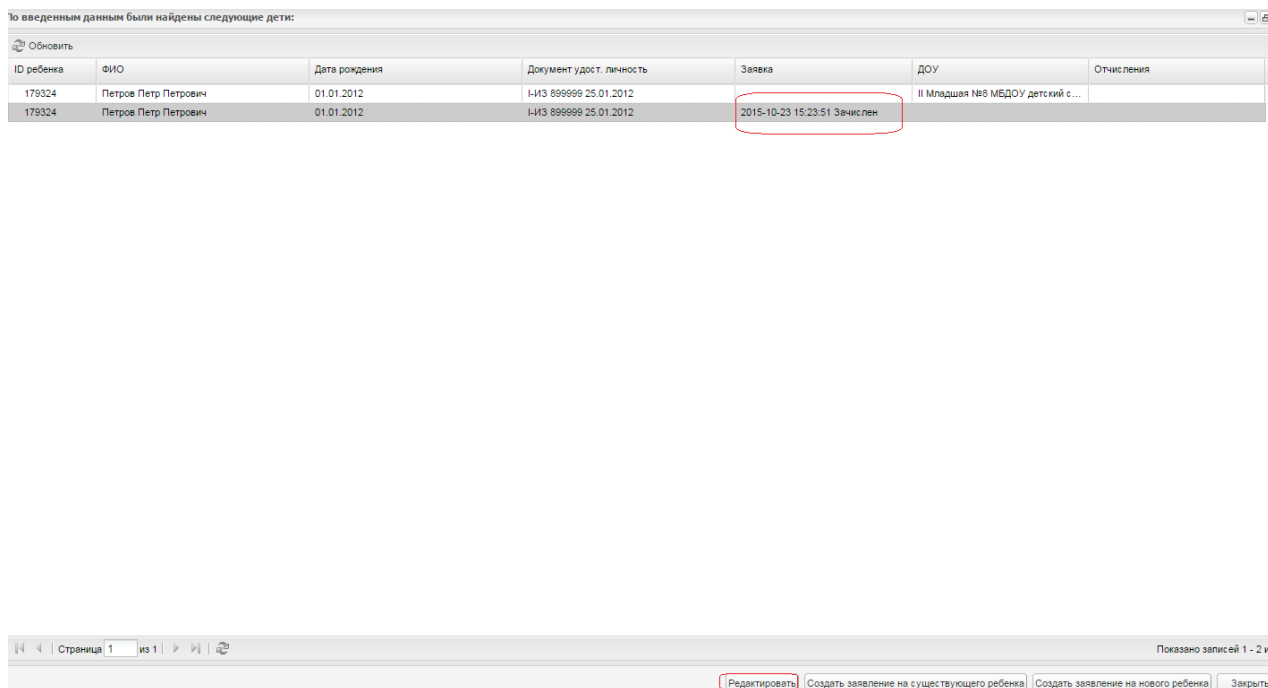 По введенным данным были найдены следующие дети:
Обновить
ID ребенка ФИО Дата рождения Документ удост. личность Заявка ДОУ Отчисления
179324 Петров Петр Петрович 01.01.2012 I-ИЗ 899999 25.01.2012 II Младшая №8 МБДОУ детский с...
179324 Петров Петр Петрович 01.01.2012 I-ИЗ 899999 25.01.2012 2015-10-23 15:23:51 Зачислен
Страница 1 из 1 Показано записей 1 - 2 и
Редактировать Создать заявление на существующего ребенка Создать заявление на нового ребенка Закрыть